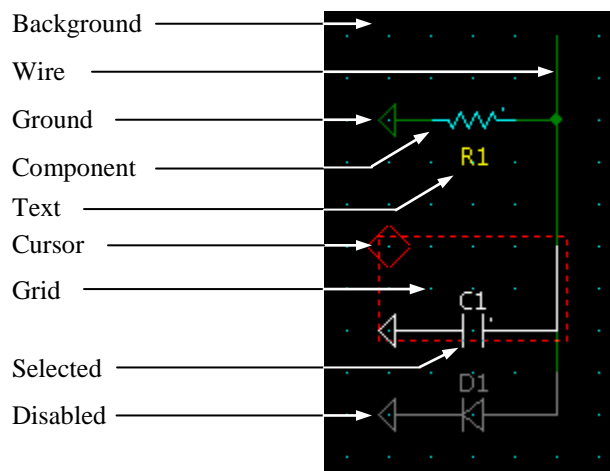 Background
Wire
Ground
Component
R1
Text
Cursor
Grid
C1
Selected
D1
Disabled